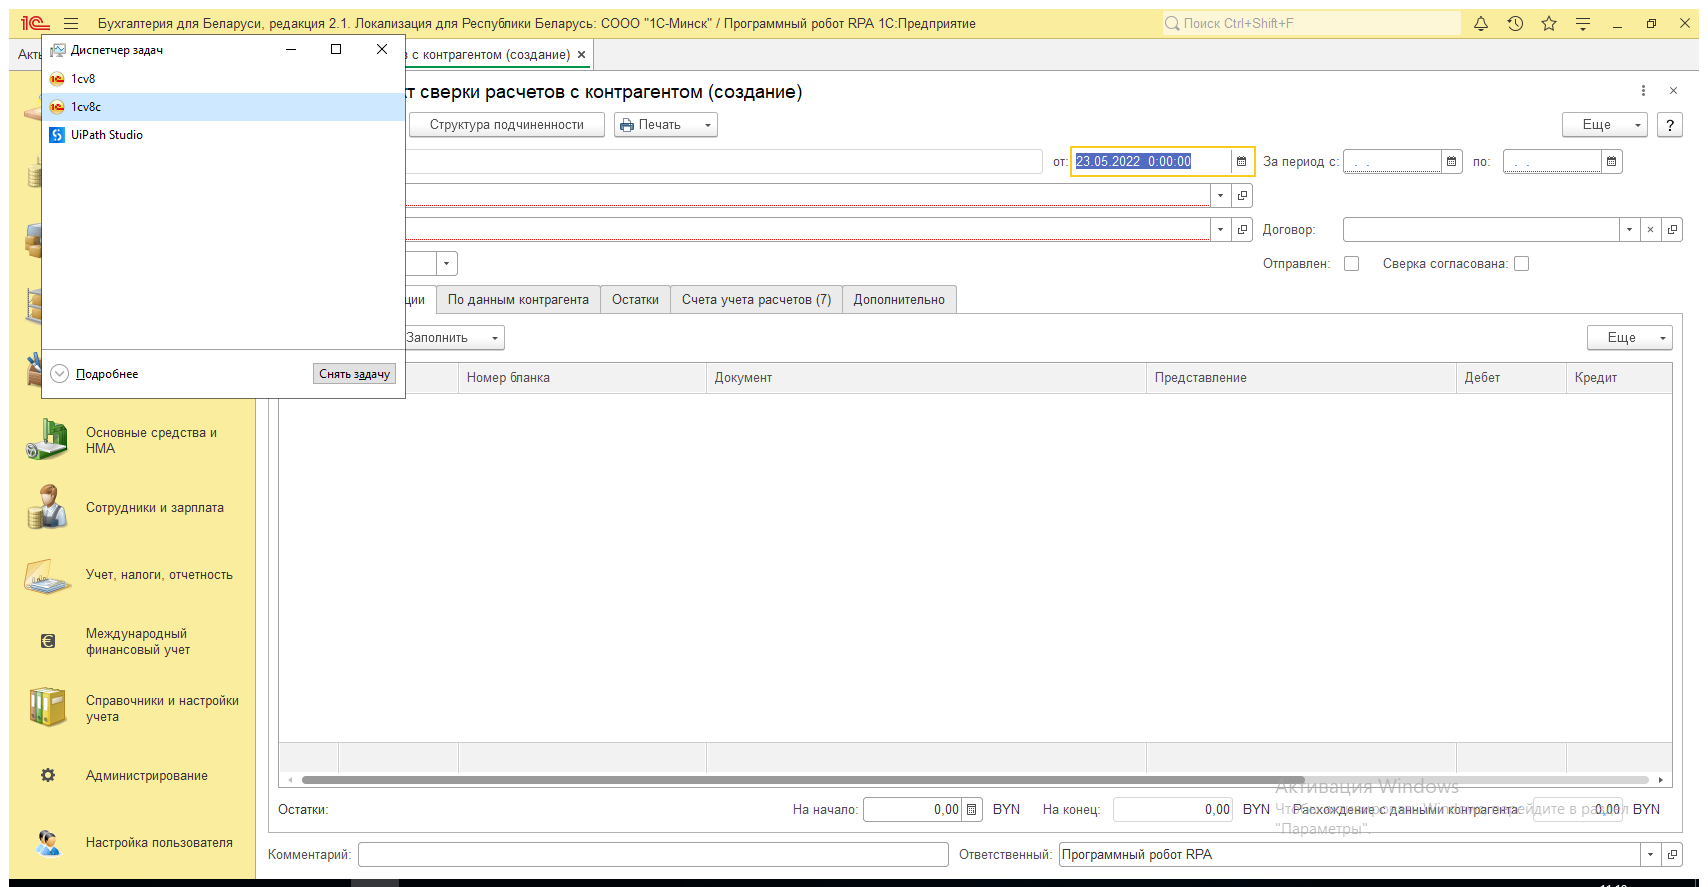 Бухгалтерия для Беларуси, редакция 2.1. Локализация для Республики Беларусь: СООО "1С-Минск" / Программный робот RPA 1С:Предприятие
Поиск Ctrl+Shift+F
Диспетчер задач
с контрагентом (создание)
1cv8
1cv8c
UiPath Studio
Подробнее
Снять задачу
кт сверки расчетов с контрагентом (создание)
Структура подчиненности
Печать
Еще
?
от:
23.05.2022 0:00:00
За период с:
. .
по:
. .
Договор:
Отправлен:
Сверка согласована:
ции
По данным контрагента
Остатки
Счета учета расчетов (7)
Дополнительно
Заполнить
Еще
Номер бланка
Документ
Представление
Дебет
Кредит
Основные средства и
НМА
Сотрудники и зарплата
Учет, налоги, отчетность
Международный
финансовый учет
Справочники и настройки
учета
Администрирование
Настройка пользователя
Остатки:
На начало:
0,00
BYN
На конец:
0,00
BYN
Расхождение с данными контрагента:
0,00
BYN
Активация Windows
"Параметры".
Комментарий:
Ответственный:
Программный робот RPA